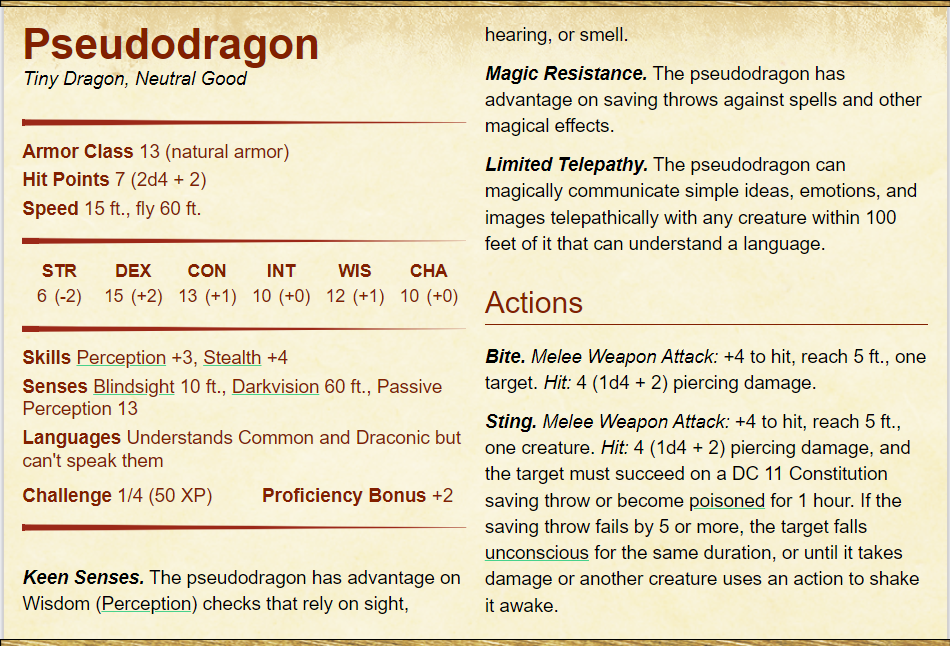 Pseudodragon
Tiny Dragon, Neutral Good
Armor Class 13 (natural armor)
Hit Points 7 (2d4 + 2)
Speed 15 ft., fly 60 ft.
STR DEX CON INT WIS CHA
6 (-2) 15 (+2) 13 (+1) 10 (+0) 12 (+1) 10 (+0)
Skills Perception +3, Stealth +4
Senses Blindsight 10 ft., Darkvision 60 ft., Passive
Perception 13
Languages Understands Common and Draconic but
can't speak them
Challenge 1/4 (50 XP) Proficiency Bonus +2
Keen Senses. The pseudodragon has advantage on
Wisdom (Perception) checks that rely on sight,
hearing, or smell.
Magic Resistance. The pseudodragon has
advantage on saving throws against spells and other
magical effects.
Limited Telepathy. The pseudodragon can
magically communicate simple ideas, emotions, and
images telepathically with any creature within 100
feet of it that can understand a language.
Actions
Bite. Melee Weapon Attack: +4 to hit, reach 5 ft., one
target. Hit: 4 (1d4 + 2) piercing damage.
Sting. Melee Weapon Attack: +4 to hit, reach 5 ft.,
one creature. Hit: 4 (1d4 + 2) piercing damage, and
the target must succeed on a DC 11 Constitution
saving throw or become poisoned for 1 hour. If the
saving throw fails by 5 or more, the target falls
unconscious for the same duration, or until it takes
damage or another creature uses an action to shake
it awake.